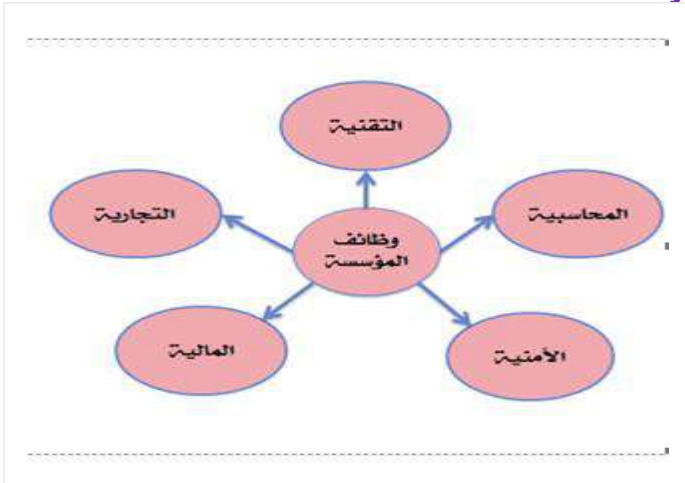 التقنية
المحاسبية
التجارية
وظائف
المؤسسة
المالية
الأمنية